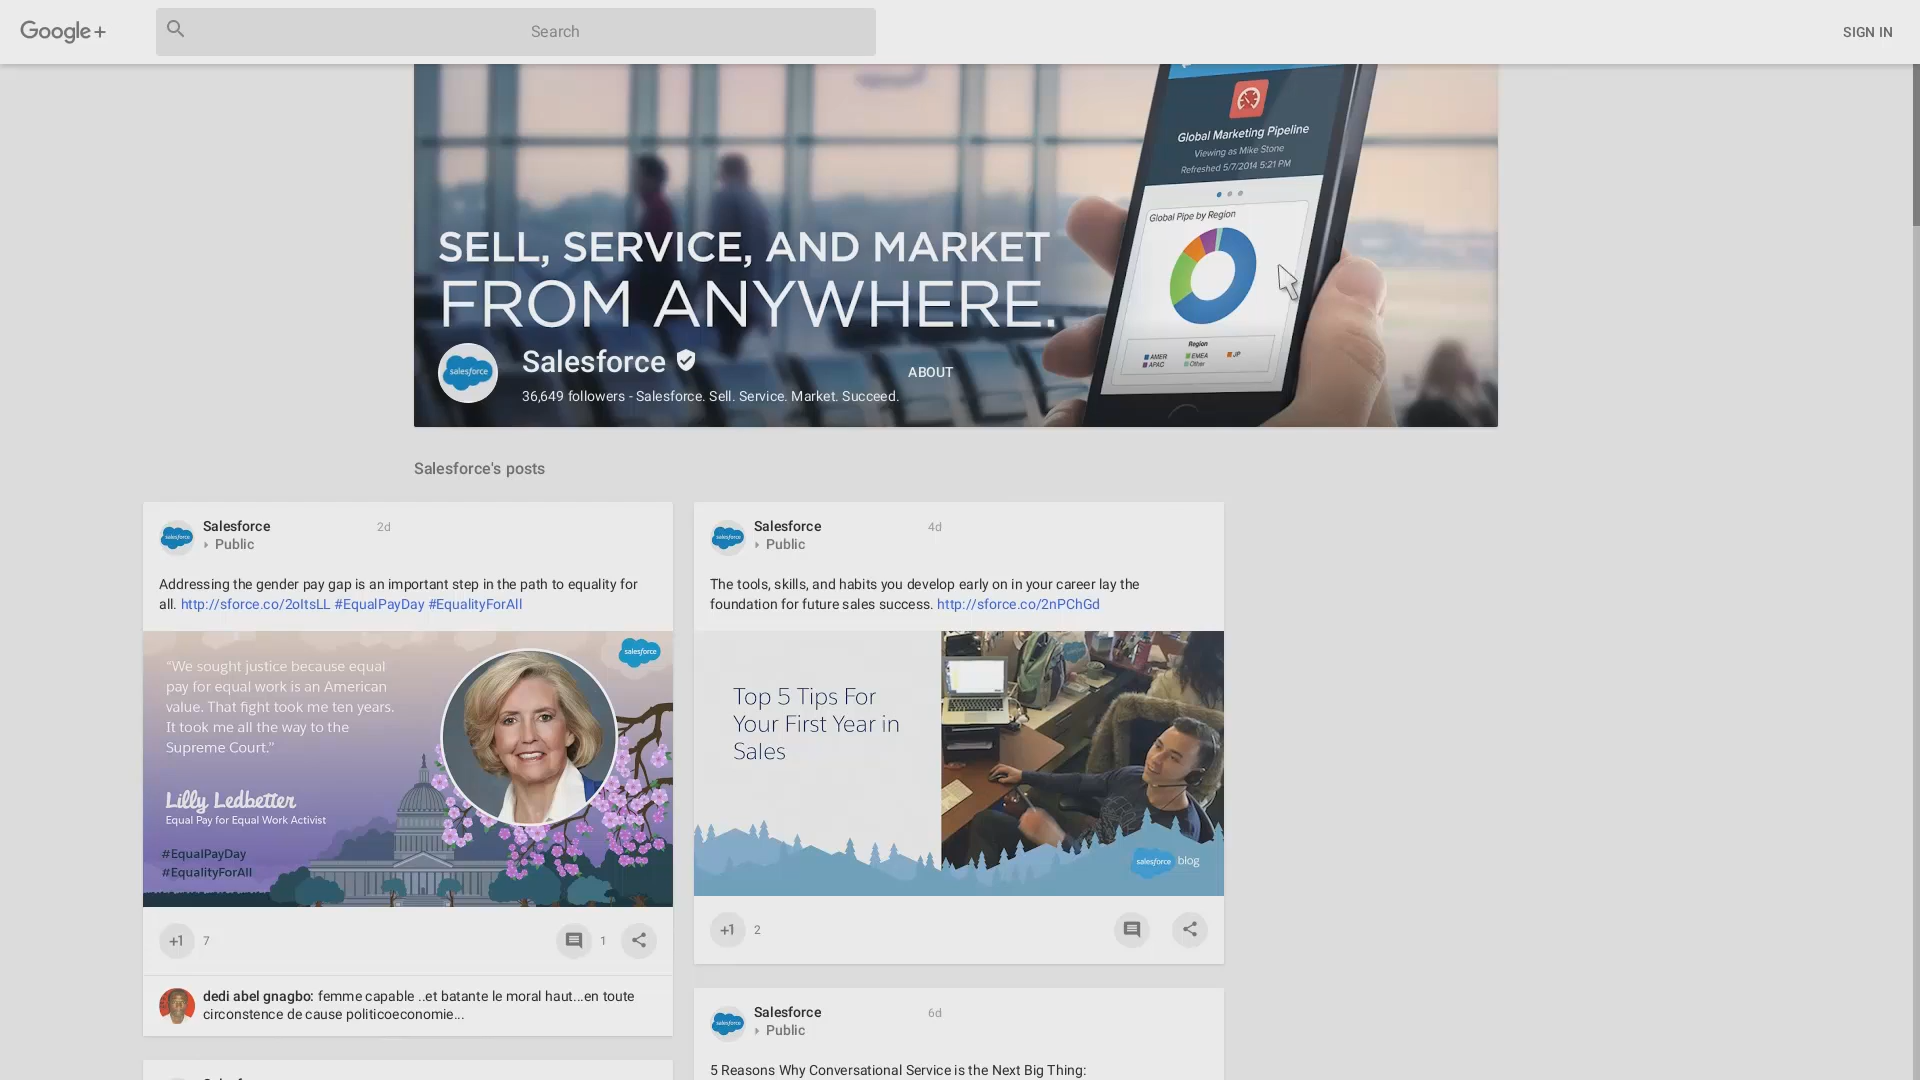 Google+
Search
SIGN IN
Global Marketing Pipeline
Viewing as Mike Stone
Refreshed 5/7/2014 5:21 PM
Global Pipe by Region
Region
AMER EMEA JP
APAC Other
SELL, SERVICE, AND MARKET
FROM ANYWHERE.
salesforce
Salesforce
ABOUT
36,649 followers - Salesforce. Sell. Service. Market. Succeed.
Salesforce's posts
salesforce
Salesforce 2d
Public
Addressing the gender pay gap is an important step in the path to equality for
all. http://sforce.co/2oItsLL #EqualPayDay #EqualityForAll
salesforce
“We sought justice because equal
pay for equal work is an American
value. That fight took me ten years.
It took me all the way to the
Supreme Court.”
Lilly Ledbetter
Equal Pay for Equal Work Activist
#EqualPayDay
#EqualityForAll
+1 7
1
dedi abel gnagbo: femme capable ..et batante le moral haut...en toute
circonstence de cause politicoeconomie...
salesforce
Salesforce 4d
Public
The tools, skills, and habits you develop early on in your career lay the
foundation for future sales success. http://sforce.co/2nPChGd
Top 5 Tips For
Your First Year in
Sales
salesforce blog
+1 2
salesforce
Salesforce 6d
Public
5 Reasons Why Conversational Service is the Next Big Thing: